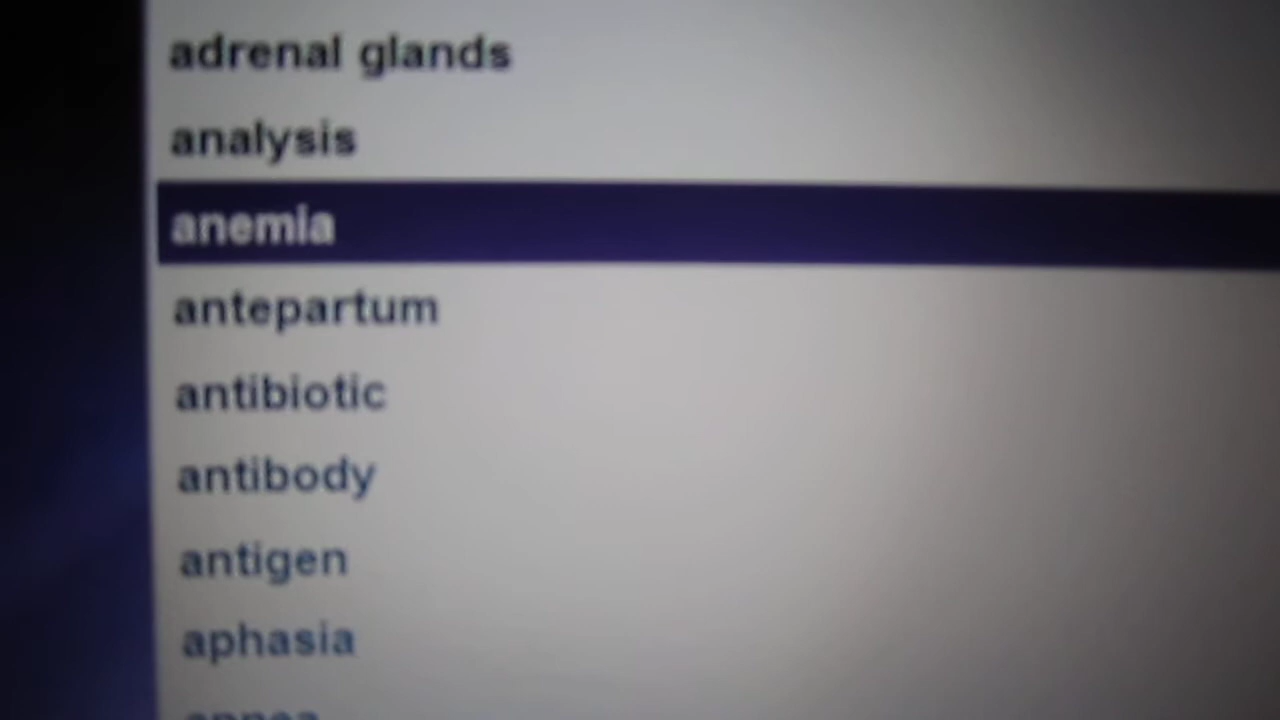 adrenal glands
analysis
anemia
antepartum
antibiotic
antibody
antigen
aphasia